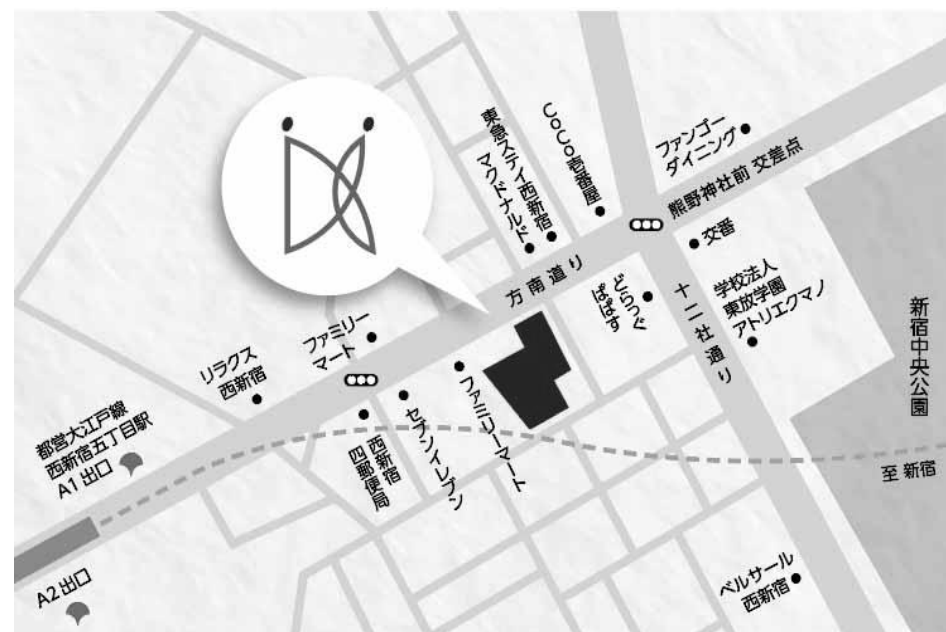 東急ステイ西新宿
マクドナルド
CoCo壱番屋
ファンゴー
ダイニング
熊野神社前 交差点
方南通り
どらっぐ
ぱぱす
交番
学校法人
東放学園
アトリエクマノ
十二社通り
新宿中央公園
至 新宿
ファミリー
マート
リラクス
西新宿
都営大江戸線
西新宿五丁目駅
A1 出口
西新宿
四郵便局
セブンイレブン
ファミリーマート
A2 出口
ベルサール
西新宿